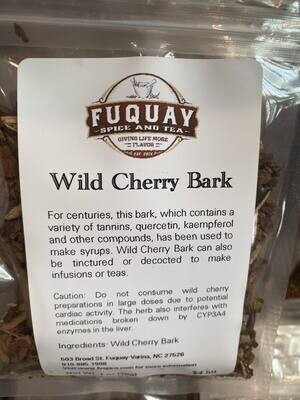 FUQUAY
SPICE AND TEA
GIVING LIFE MORE
FLAVOR
Wild Cherry Bark
For centuries, this bark, which contains a
variety of tannins, quercetin, kaempferol
and other compounds, has been used to
make syrups. Wild Cherry Bark can also
be tinctured or decocted to make
infusions or teas.
Caution: Do not consume wild cherry
preparations in large doses due to potential
cardiac activity. The herb also interferes with
medications broken down by CYP3A4
enzymes in the liver.
Ingredients: Wild Cherry Bark
503 Broad St. Fuquay-Varina, NC 27526